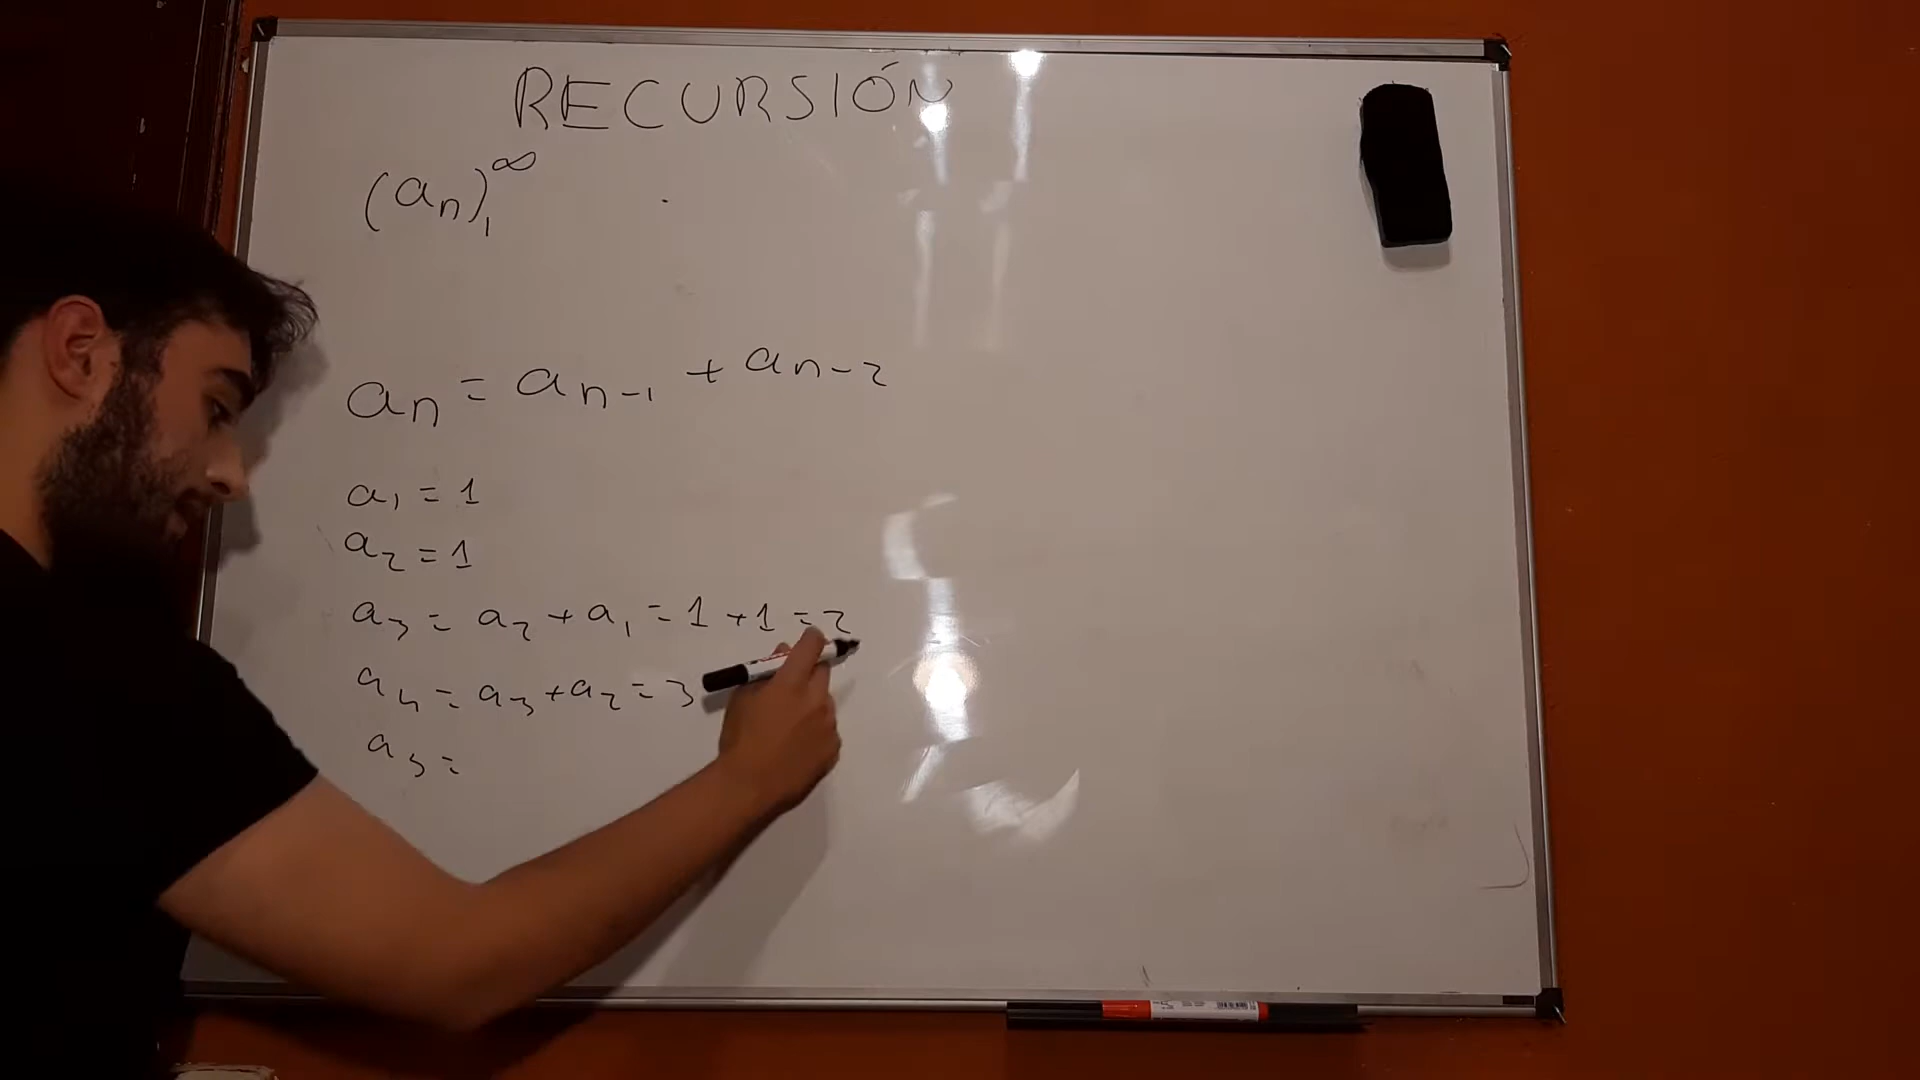 RECURSIÓN
(aₙ)₁^∞
aₙ = aₙ₋₁ + aₙ₋₂
a₁ = 1
a₂ = 1
a₃ = a₂ + a₁ = 1 + 1 = 2
a₄ = a₃ + a₂ = 3
a₅ =